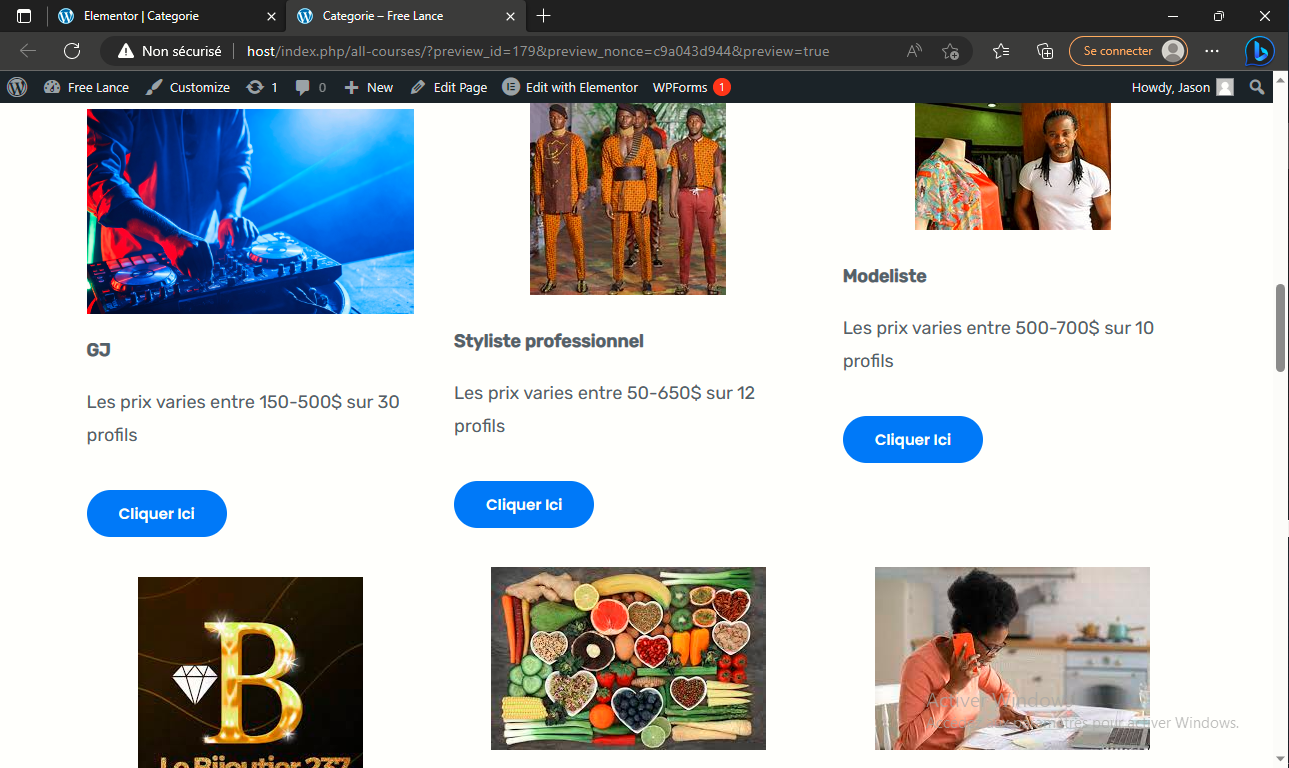 Elementor | Categorie
Categorie – Free Lance
Non sécurisé
host/index.php/all-courses/?preview_id=179&preview_nonce=c9a043d944&preview=true
Se connecter
Free Lance
Customize
1
0
New
Edit Page
Edit with Elementor
WPForms 1
Howdy, Jason
GJ
Les prix varies entre 150-500$ sur 30
profils
Cliquer Ici
Styliste professionnel
Les prix varies entre 50-650$ sur 12
profils
Cliquer Ici
Modeliste
Les prix varies entre 500-700$ sur 10
profils
Cliquer Ici
B
Le Bijoutier 237
Activer Windows
paramètres pour activer Windows.